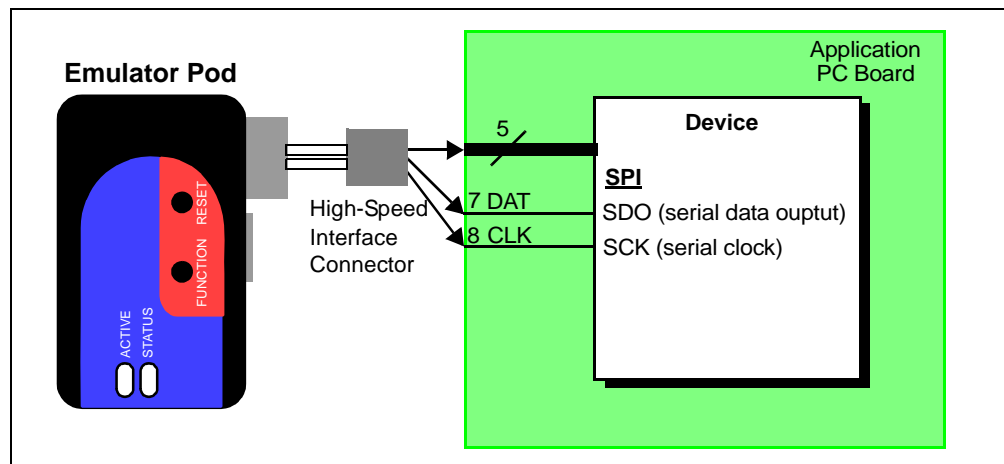 Application
PC Board
Emulator Pod
5
Device
SPI
7 DAT
SDO (serial data ouptut)
8 CLK
SCK (serial clock)
High-Speed
Interface
Connector
RESET
FUNCTION
ACTIVE
STATUS